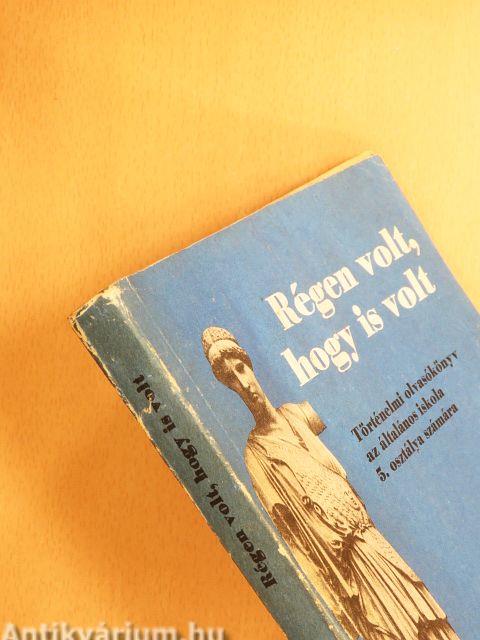 Régen volt,
hogy is volt
Történelmi olvasókönyv
az általános iskola
5. osztálya számára
Régen volt, hogy is volt
Antikvárium.hu